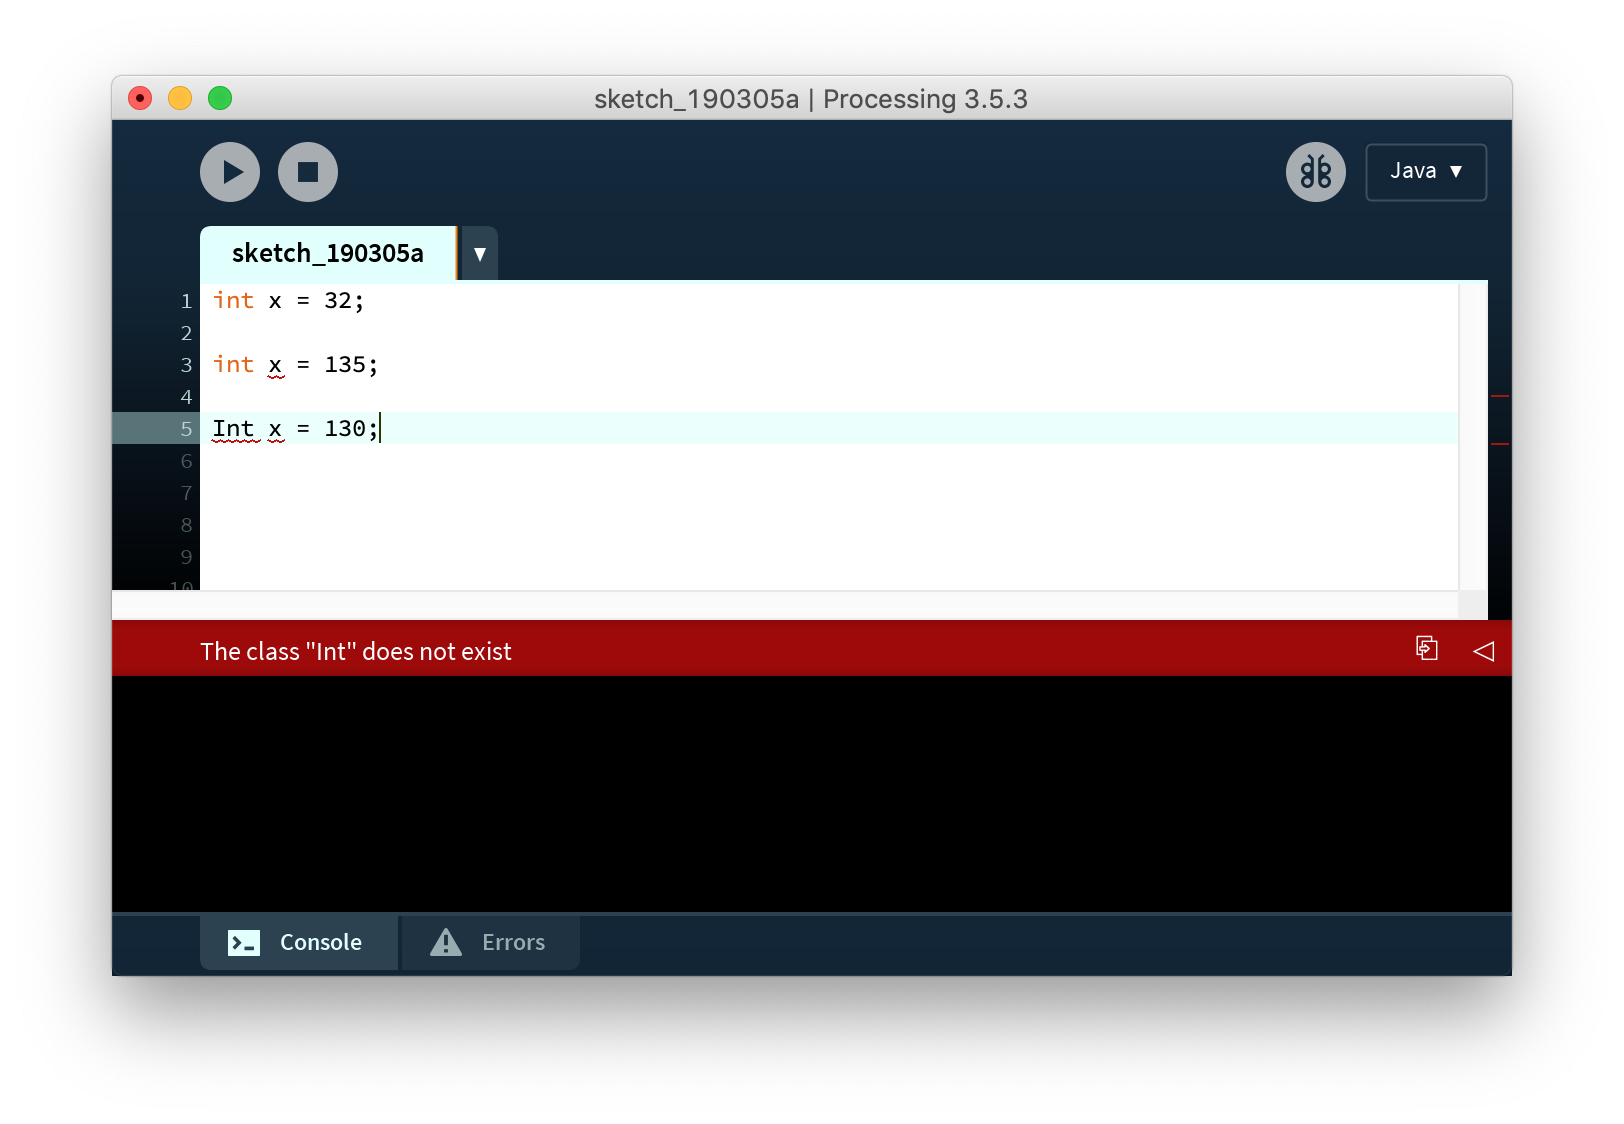 sketch_190305a | Processing 3.5.3
Java ▼
sketch_190305a ▼
1 int x = 32;
2
3 int x = 135;
4
5 Int x = 130;
6
7
8
9
10
The class "Int" does not exist
Console Errors